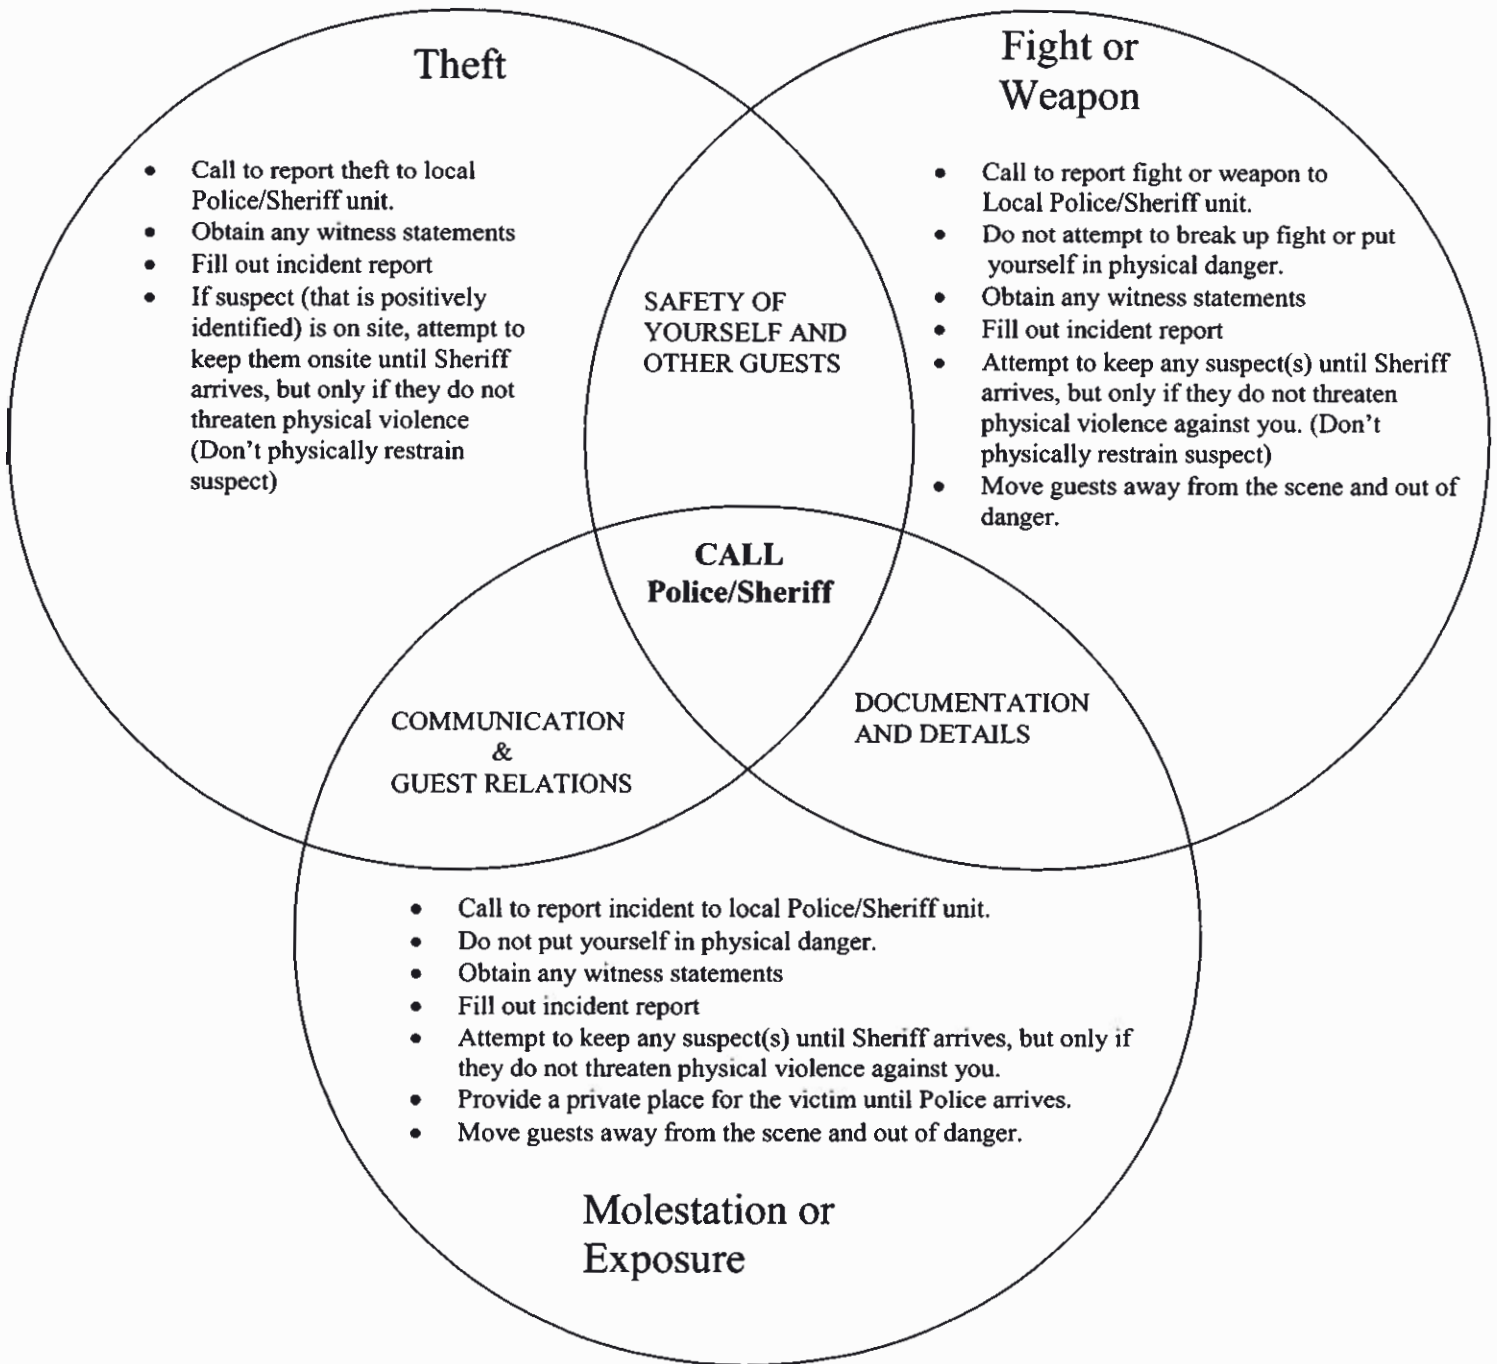 Theft
• Call to report theft to local
Police/Sheriff unit.
• Obtain any witness statements
• Fill out incident report
• If suspect (that is positively
identified) is on site, attempt to
keep them onsite until Sheriff
arrives, but only if they do not
threaten physical violence
(Don't physically restrain
suspect)
Fight or
Weapon
• Call to report fight or weapon to
Local Police/Sheriff unit.
• Do not attempt to break up fight or put
yourself in physical danger.
• Obtain any witness statements
• Fill out incident report
• Attempt to keep any suspect(s) until Sheriff
arrives, but only if they do not threaten
physical violence against you. (Don't
physically restrain suspect)
• Move guests away from the scene and out of
danger.
SAFETY OF
YOURSELF AND
OTHER GUESTS
CALL
Police/Sheriff
COMMUNICATION
&
GUEST RELATIONS
DOCUMENTATION
AND DETAILS
• Call to report incident to local Police/Sheriff unit.
• Do not put yourself in physical danger.
• Obtain any witness statements
• Fill out incident report
• Attempt to keep any suspect(s) until Sheriff arrives, but only if
they do not threaten physical violence against you.
• Provide a private place for the victim until Police arrives.
• Move guests away from the scene and out of danger.
Molestation or
Exposure